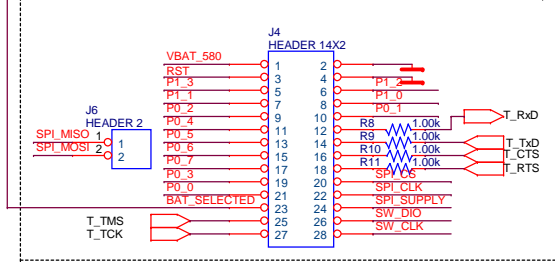 J4
HEADER 14X2
VBAT_580 1 2
RST 3 4
P1_3 5 6 P1_2
P1_1 7 8 P1_0
P0_2 9 10 P0_1
P0_4 11 12 R8 1.00k T_RxD
P0_5 13 14 R9 1.00k T_TxD
P0_6 15 16 R10 1.00k T_CTS
P0_7 17 18 R11 1.00k T_RTS
P0_3 19 20 SPI_CS
P0_0 21 22 SPI_CLK
BAT_SELECTED 23 24 SPI_SUPPLY
T_TMS 25 26 SW_DIO
T_TCK 27 28 SW_CLK
J6
HEADER 2
SPI_MISO 1 1
SPI_MOSI 2 2